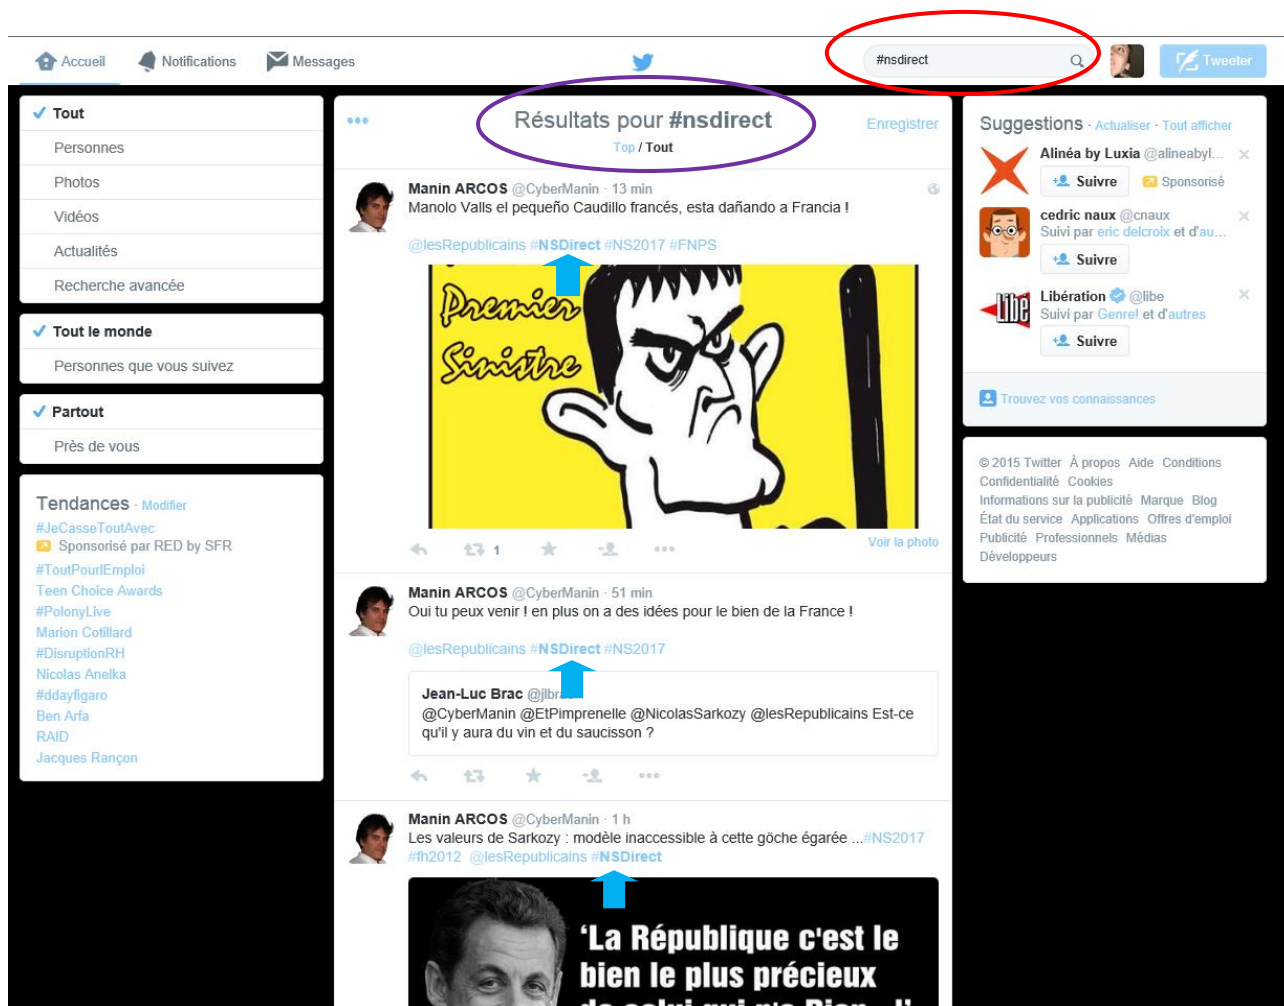 Accueil
Notifications
Messages
#nsdirect
Tweeter
Tout
Personnes
Photos
Vidéos
Actualités
Recherche avancée
Tout le monde
Personnes que vous suivez
Partout
Près de vous
Tendances · Modifier
#JeCasseToutAvec
Sponsorisé par RED by SFR
#ToutPourlEmploi
Teen Choice Awards
#PolonyLive
Marion Cotillard
#DisruptionRH
Nicolas Anelka
#ddayfigaro
Ben Arfa
RAID
Jacques Rançon
Résultats pour #nsdirect
Enregistrer
Top / Tout
Manin ARCOS @CyberManin · 13 min
Manolo Valls el pequeño Caudillo francés, esta dañando a Francia !
@lesRepublicains #NSDirect #NS2017 #FNPS
Premier
Sinistre
1
Voir la photo
Manin ARCOS @CyberManin · 51 min
Oui tu peux venir ! en plus on a des idées pour le bien de la France !
@lesRepublicains #NSDirect #NS2017
Jean-Luc Brac
@CyberManin @EtPimprenelle @NicolasSarkozy @lesRepublicains Est-ce
qu'il y aura du vin et du saucisson ?
Manin ARCOS @CyberManin · 1 h
Les valeurs de Sarkozy : modèle inaccessible à cette göche égarée ...#NS2017
#fh2012 @lesRepublicains #NSDirect
‘La République c'est le
bien le plus précieux
de celui qui n'a Rien...!’
Suggestions · Actualiser · Tout afficher
Alinéa by Luxia @alineabyl...
Suivre
Sponsorisé
cedric naux @cnaux
Suivi par eric delcroix et d'au...
Suivre
Libération @libe
Suivi par Genre! et d'autres
Suivre
Trouvez vos connaissances
© 2015 Twitter À propos Aide Conditions
Confidentialité Cookies
Informations sur la publicité Marque Blog
État du service Applications Offres d'emploi
Publicité Professionnels Médias
Développeurs